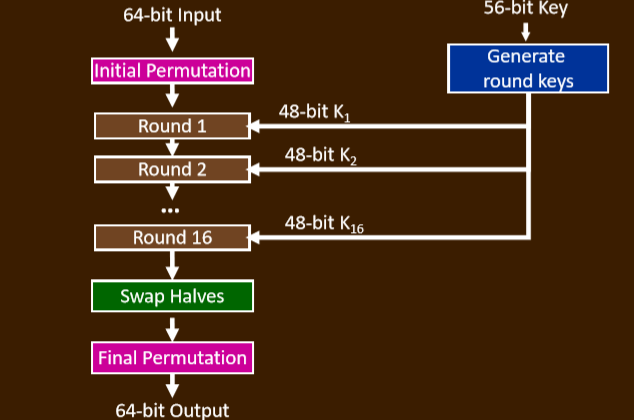 64-bit Input
56-bit Key
Initial Permutation
Generate
round keys
Round 1
48-bit K₁
Round 2
48-bit K₂
...
Round 16
48-bit K₁₆
Swap Halves
Final Permutation
64-bit Output